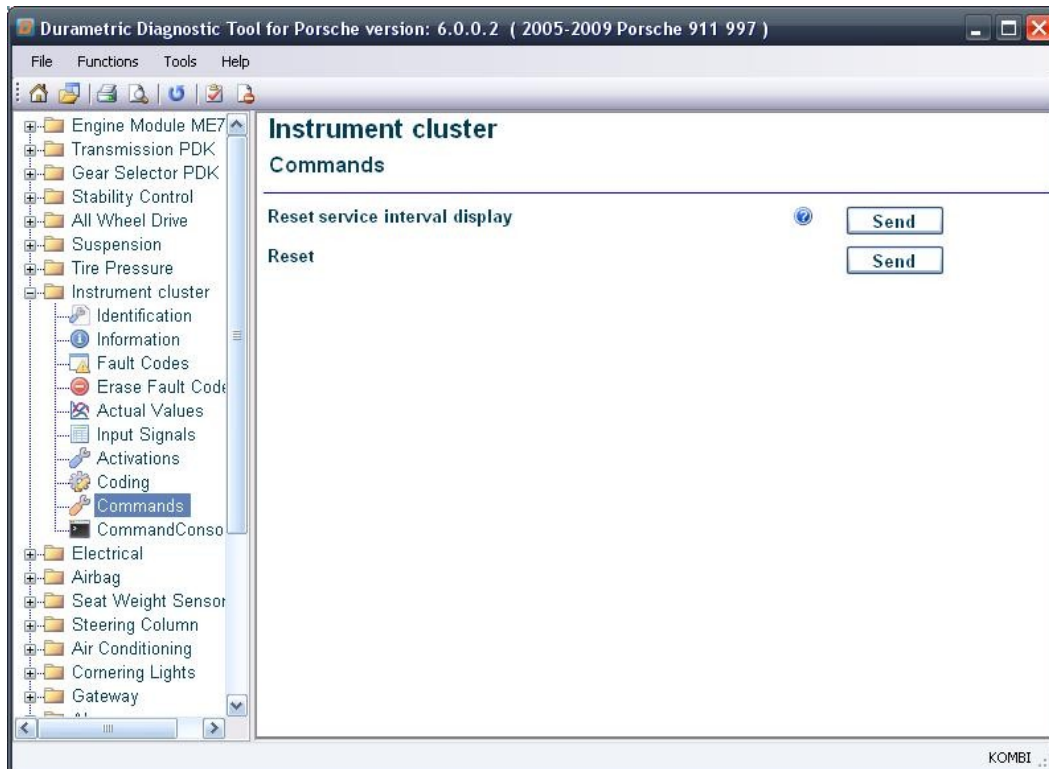 Durametric Diagnostic Tool for Porsche version: 6.0.0.2 ( 2005-2009 Porsche 911 997 )
File Functions Tools Help
Engine Module ME7
Transmission PDK
Gear Selector PDK
Stability Control
All Wheel Drive
Suspension
Tire Pressure
Instrument cluster
Identification
Information
Fault Codes
Erase Fault Code
Actual Values
Input Signals
Activations
Coding
Commands
CommandConso
Electrical
Airbag
Seat Weight Sensor
Steering Column
Air Conditioning
Cornering Lights
Gateway
Instrument cluster
Commands
Reset service interval display Send
Reset Send
KOMBI